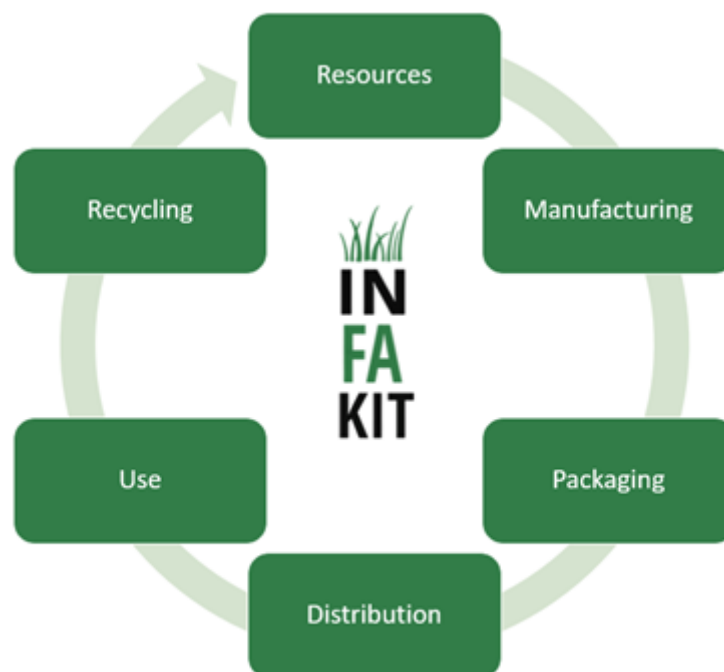 Resources
Manufacturing
Packaging
Distribution
Use
Recycling
IN
FA
KIT